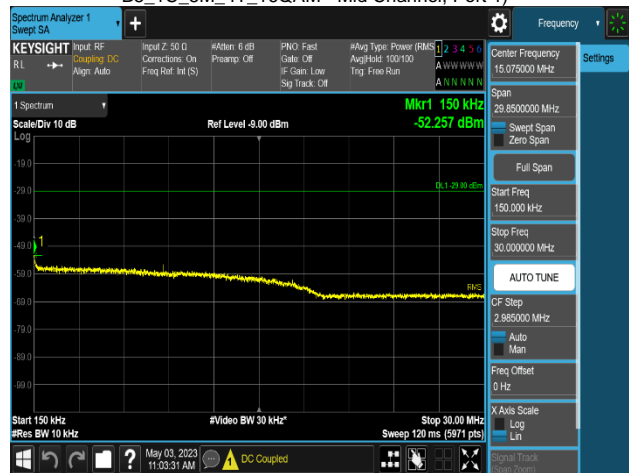 Spectrum Analyzer 1
Swept SA
Frequency
KEYSIGHT
Input: RF
Coupling: DC
Align: Auto
Input Z: 50 Ω
Corrections: On
Freq Ref: Int (S)
#Atten: 6 dB
Preamp: Off
PNO: Fast
Gate: Off
IF Gain: Low
Sig Track: Off
#Avg Type: Power (RMS
Avg|Hold: 100/100
Trig: Free Run
1 2 3 4 5 6
A W W W W W
A N N N N N
R L
LV
1 Spectrum
Mkr1 150 kHz
Scale/Div 10 dB
Ref Level -9.00 dBm
-52.257 dBm
Log
-19.0
DL1 -29.00 dBm
-29.0
-39.0
1
-49.0
-59.0
RMS
-69.0
-79.0
-89.0
-99.0
Start 150 kHz
#Video BW 30 kHz*
Stop 30.00 MHz
#Res BW 10 kHz
Sweep 120 ms (5971 pts)
Center Frequency
15.075000 MHz
Settings
Span
29.8500000 MHz
Swept Span
Zero Span
Full Span
Start Freq
150.000 kHz
Stop Freq
30.000000 MHz
AUTO TUNE
CF Step
2.985000 MHz
Auto
Man
Freq Offset
0 Hz
X Axis Scale
Log
Lin
Signal Track
(Span Zoom)
?
May 03, 2023
11:03:31 AM
DC Coupled